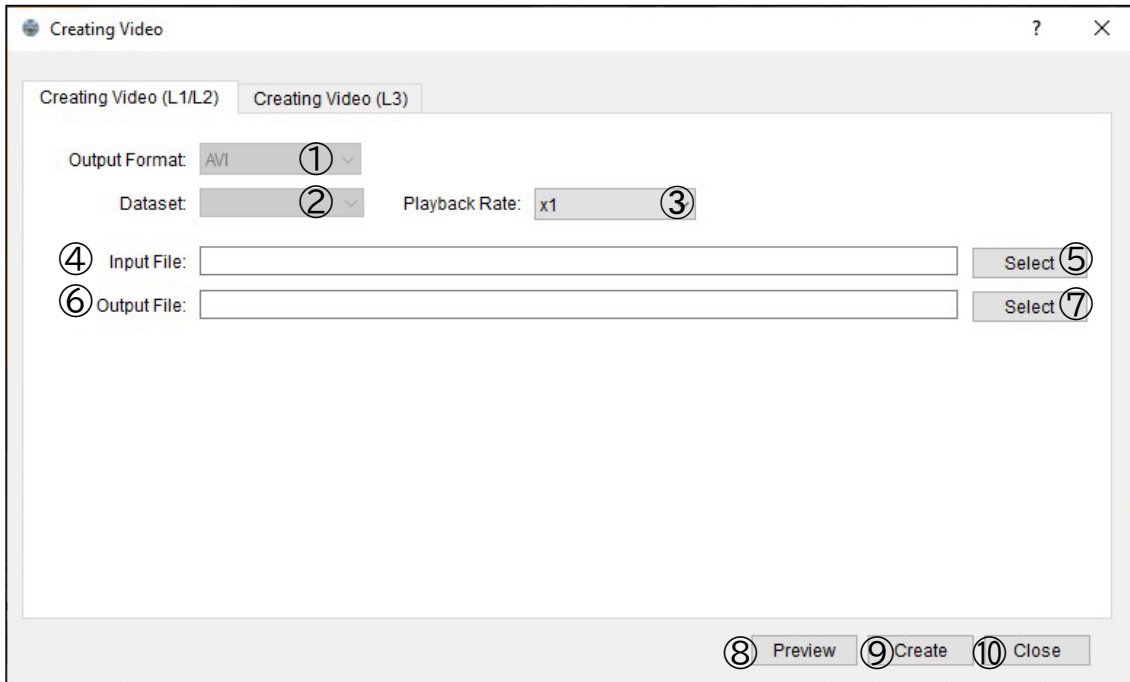 Creating Video ? ×
Creating Video (L1/L2) Creating Video (L3)
Output Format: AVI ①
Dataset: ② Playback Rate: x1 ③
④ Input File: Select ⑤
⑥ Output File: Select ⑦
⑧ Preview ⑨ Create ⑩ Close